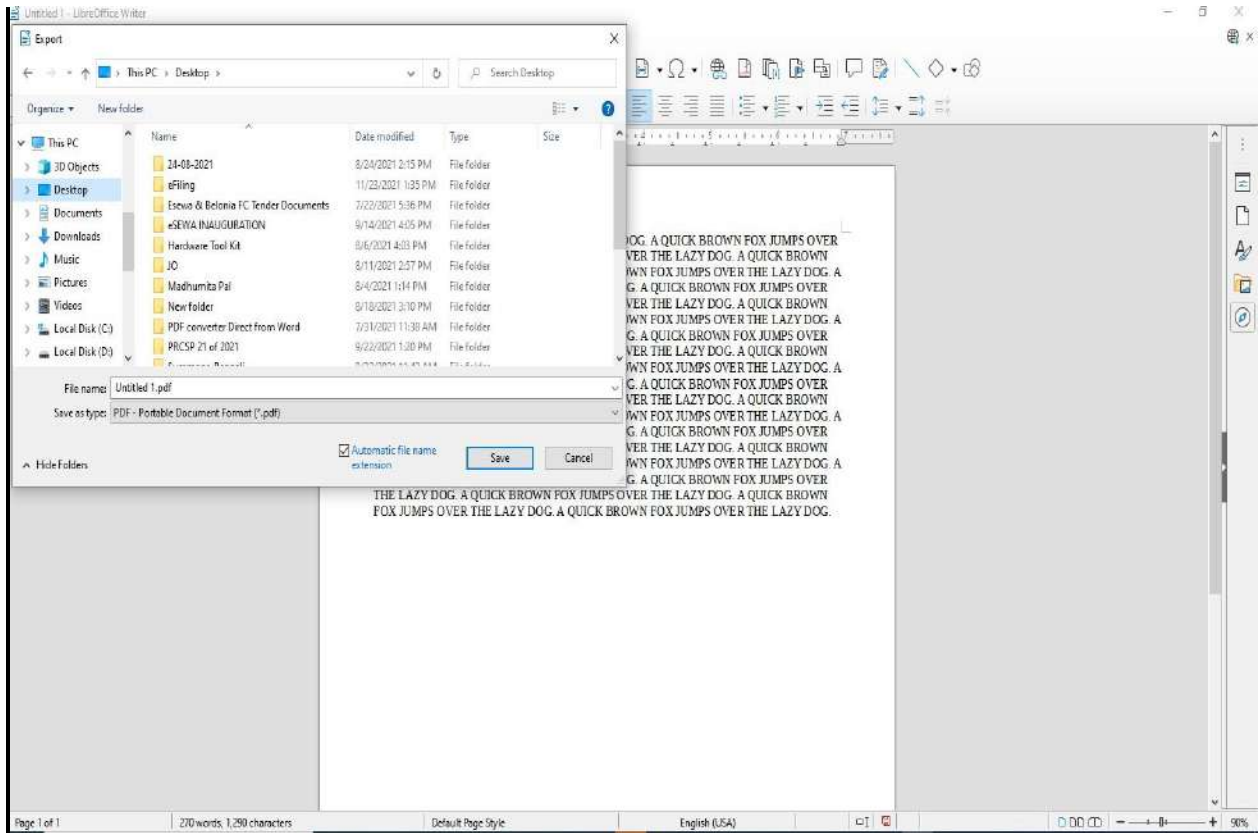 Untitled 1 - LibreOffice Writer
Export
This PC › Desktop ›
Search Desktop
Organize
New folder
This PC
3D Objects
Desktop
Documents
Downloads
Music
Pictures
Videos
Local Disk (C:)
Local Disk (D:)
Name Date modified Type Size
24-08-2021 8/24/2021 2:15 PM File folder
eFiling 11/23/2021 1:35 PM File folder
Esewa & Belonia FC Tender Documents 7/22/2021 5:36 PM File folder
eSEWA INAUGURATION 9/14/2021 4:05 PM File folder
Hardware Tool Kit 8/6/2021 4:03 PM File folder
JO 8/11/2021 2:57 PM File folder
Madhumita Pal 8/4/2021 1:14 PM File folder
New folder 8/18/2021 3:10 PM File folder
PDF converter Direct from Word 7/31/2021 11:38 AM File folder
PRCSP 21 of 2021 9/22/2021 1:20 PM File folder
File name: Untitled 1.pdf
Save as type: PDF - Portable Document Format (*.pdf)
Automatic file name
extension
Save
Cancel
Hide Folders
OG. A QUICK BROWN FOX JUMPS OVER
VER THE LAZY DOG. A QUICK BROWN
WN FOX JUMPS OVER THE LAZY DOG. A
G. A QUICK BROWN FOX JUMPS OVER
VER THE LAZY DOG. A QUICK BROWN
WN FOX JUMPS OVER THE LAZY DOG. A
G. A QUICK BROWN FOX JUMPS OVER
VER THE LAZY DOG. A QUICK BROWN
WN FOX JUMPS OVER THE LAZY DOG. A
G. A QUICK BROWN FOX JUMPS OVER
VER THE LAZY DOG. A QUICK BROWN
WN FOX JUMPS OVER THE LAZY DOG. A
G. A QUICK BROWN FOX JUMPS OVER
VER THE LAZY DOG. A QUICK BROWN
WN FOX JUMPS OVER THE LAZY DOG. A
G. A QUICK BROWN FOX JUMPS OVER
THE LAZY DOG. A QUICK BROWN FOX JUMPS OVER THE LAZY DOG. A QUICK BROWN
FOX JUMPS OVER THE LAZY DOG. A QUICK BROWN FOX JUMPS OVER THE LAZY DOG.
Page 1 of 1
270 words, 1,290 characters
Default Page Style
English (USA)
90%